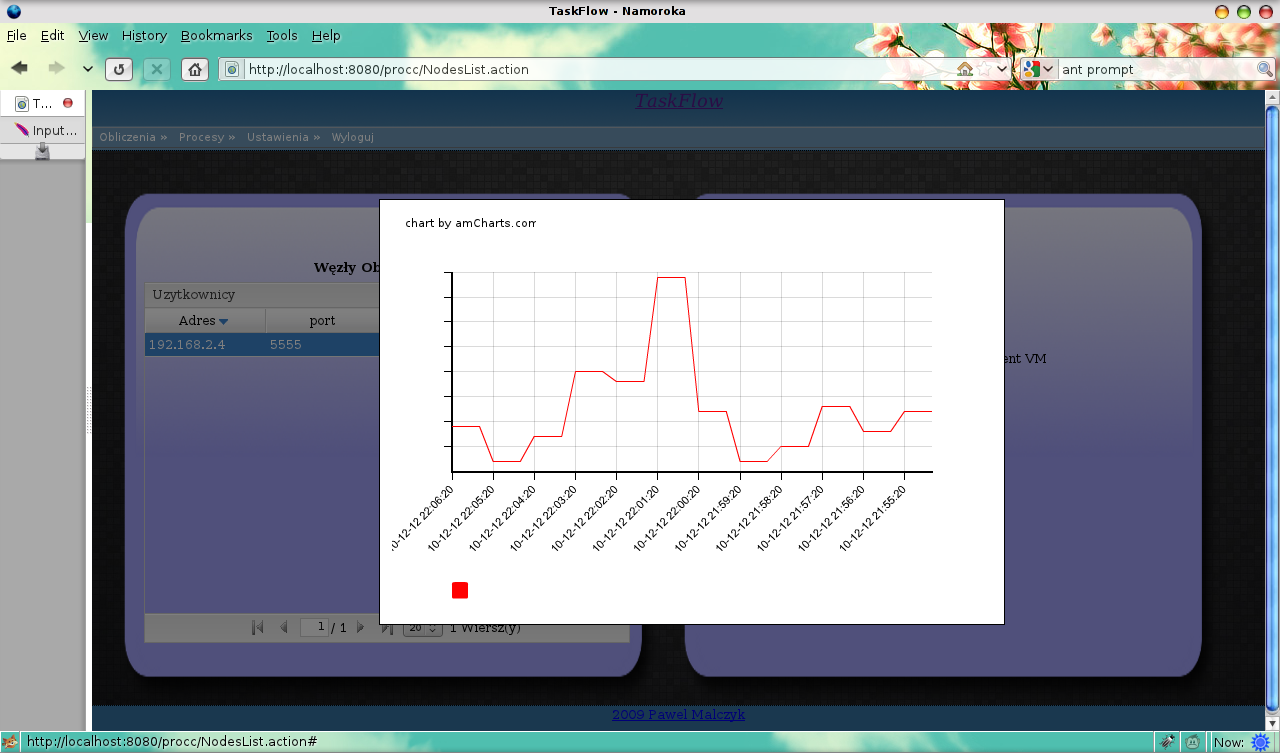 TaskFlow - Namoroka
File Edit View History Bookmarks Tools Help
http://localhost:8080/procc/NodesList.action
ant prompt
T...
Input...
TaskFlow
Obliczenia » Procesy » Ustawienia » Wyloguj
chart by amCharts.com
Węzły Ob
Uzytkownicy
Adres port
192.168.2.4 5555
ent VM
10-12-12 22:06:20
10-12-12 22:05:20
10-12-12 22:04:20
10-12-12 22:03:20
10-12-12 22:02:20
10-12-12 22:01:20
10-12-12 22:00:20
10-12-12 21:59:20
10-12-12 21:58:20
10-12-12 21:57:20
10-12-12 21:56:20
10-12-12 21:55:20
1 / 1 20 1 Wiersz(y)
2009 Pawel Malczyk
http://localhost:8080/procc/NodesList.action#
Now: